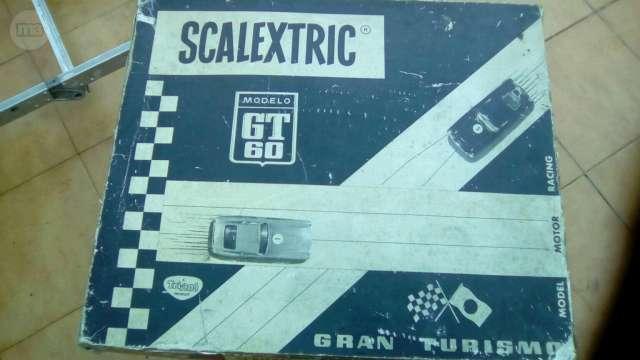 SCALEXTRIC ®
MODELO
GT
60
Tri-ang
MODEL MOTOR RACING
GRAN TURISMO